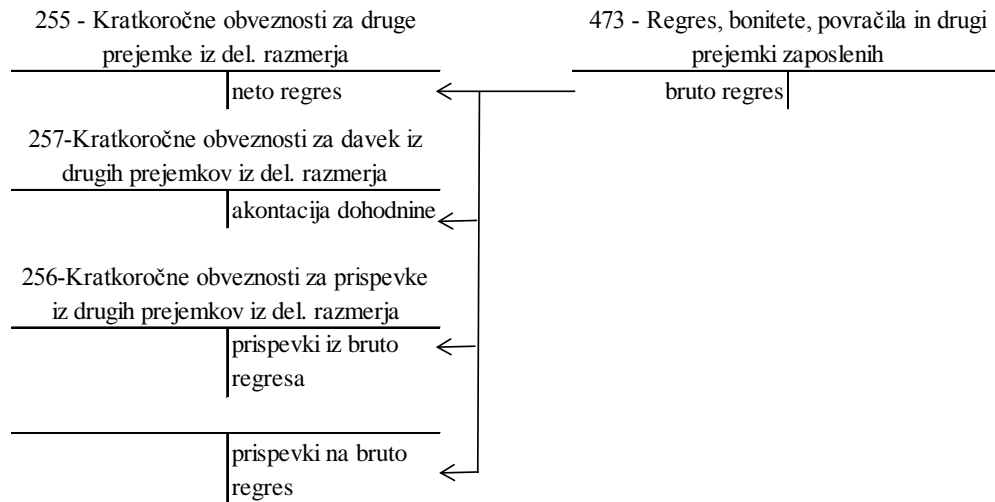 255 - Kratkoročne obveznosti za druge
prejemke iz del. razmerja
neto regres
473 - Regres, bonitete, povračila in drugi
prejemki zaposlenih
bruto regres
257-Kratkoročne obveznosti za davek iz
drugih prejemkov iz del. razmerja
akontacija dohodnine
256-Kratkoročne obveznosti za prispevke
iz drugih prejemkov iz del. razmerja
prispevki iz bruto
regresa
prispevki na bruto
regres